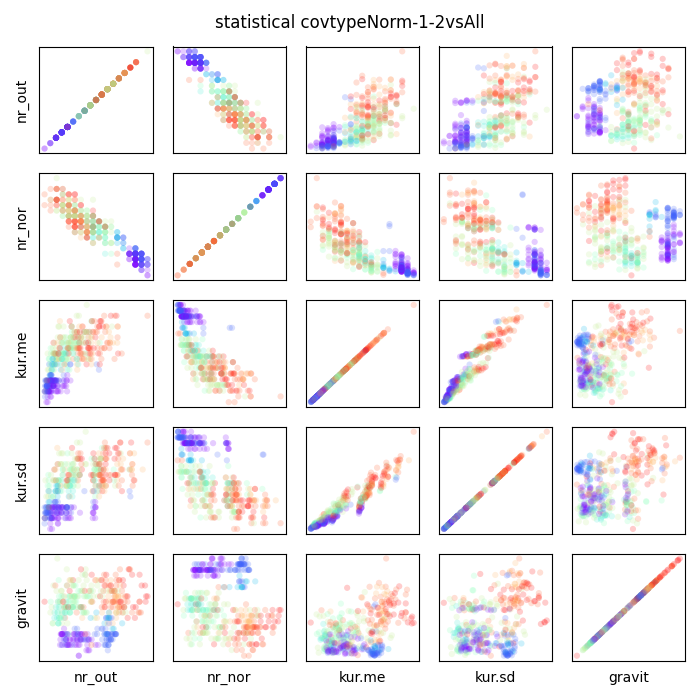 statistical covtypeNorm-1-2vsAll
nr_out
nr_nor
kur.me
kur.sd
gravit
nr_out
nr_nor
kur.me
kur.sd
gravit